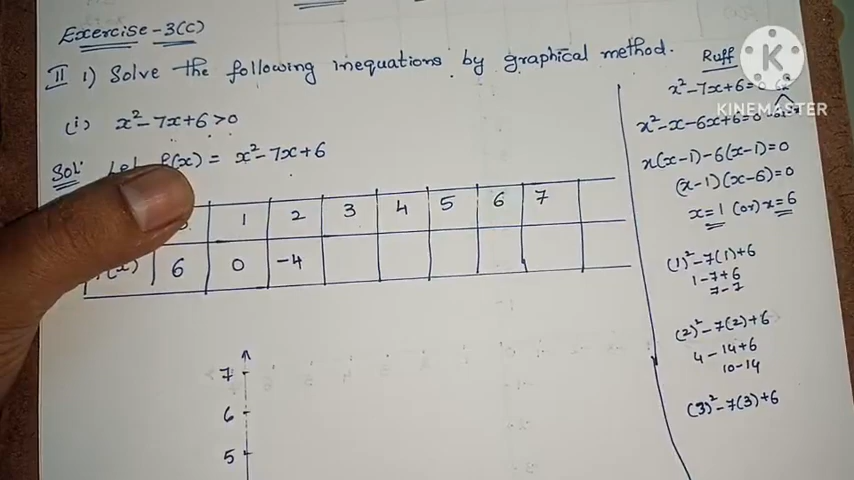 Exercise - 3(C)
II 1) Solve the following inequations by graphical method.
(i) x² - 7x + 6 > 0
Sol: Let f(x) = x² - 7x + 6
1 2 3 4 5 6 7
f(x) 6 0 -4
7
6
5
Ruff
x² - 7x + 6 = 0
x² - x - 6x + 6 = 0
x(x-1) - 6(x-1) = 0
(x-1)(x-6) = 0
x = 1 (or) x = 6
(1)² - 7(1) + 6
1 - 7 + 6
7 - 7
(2)² - 7(2) + 6
4 - 14 + 6
10 - 14
(3)² - 7(3) + 6
K
KINEMASTER